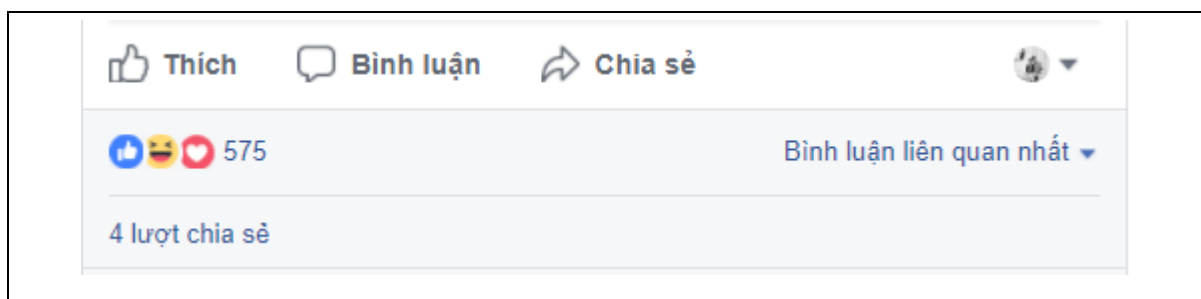 Thích Bình luận Chia sẻ
575 Bình luận liên quan nhất
4 lượt chia sẻ